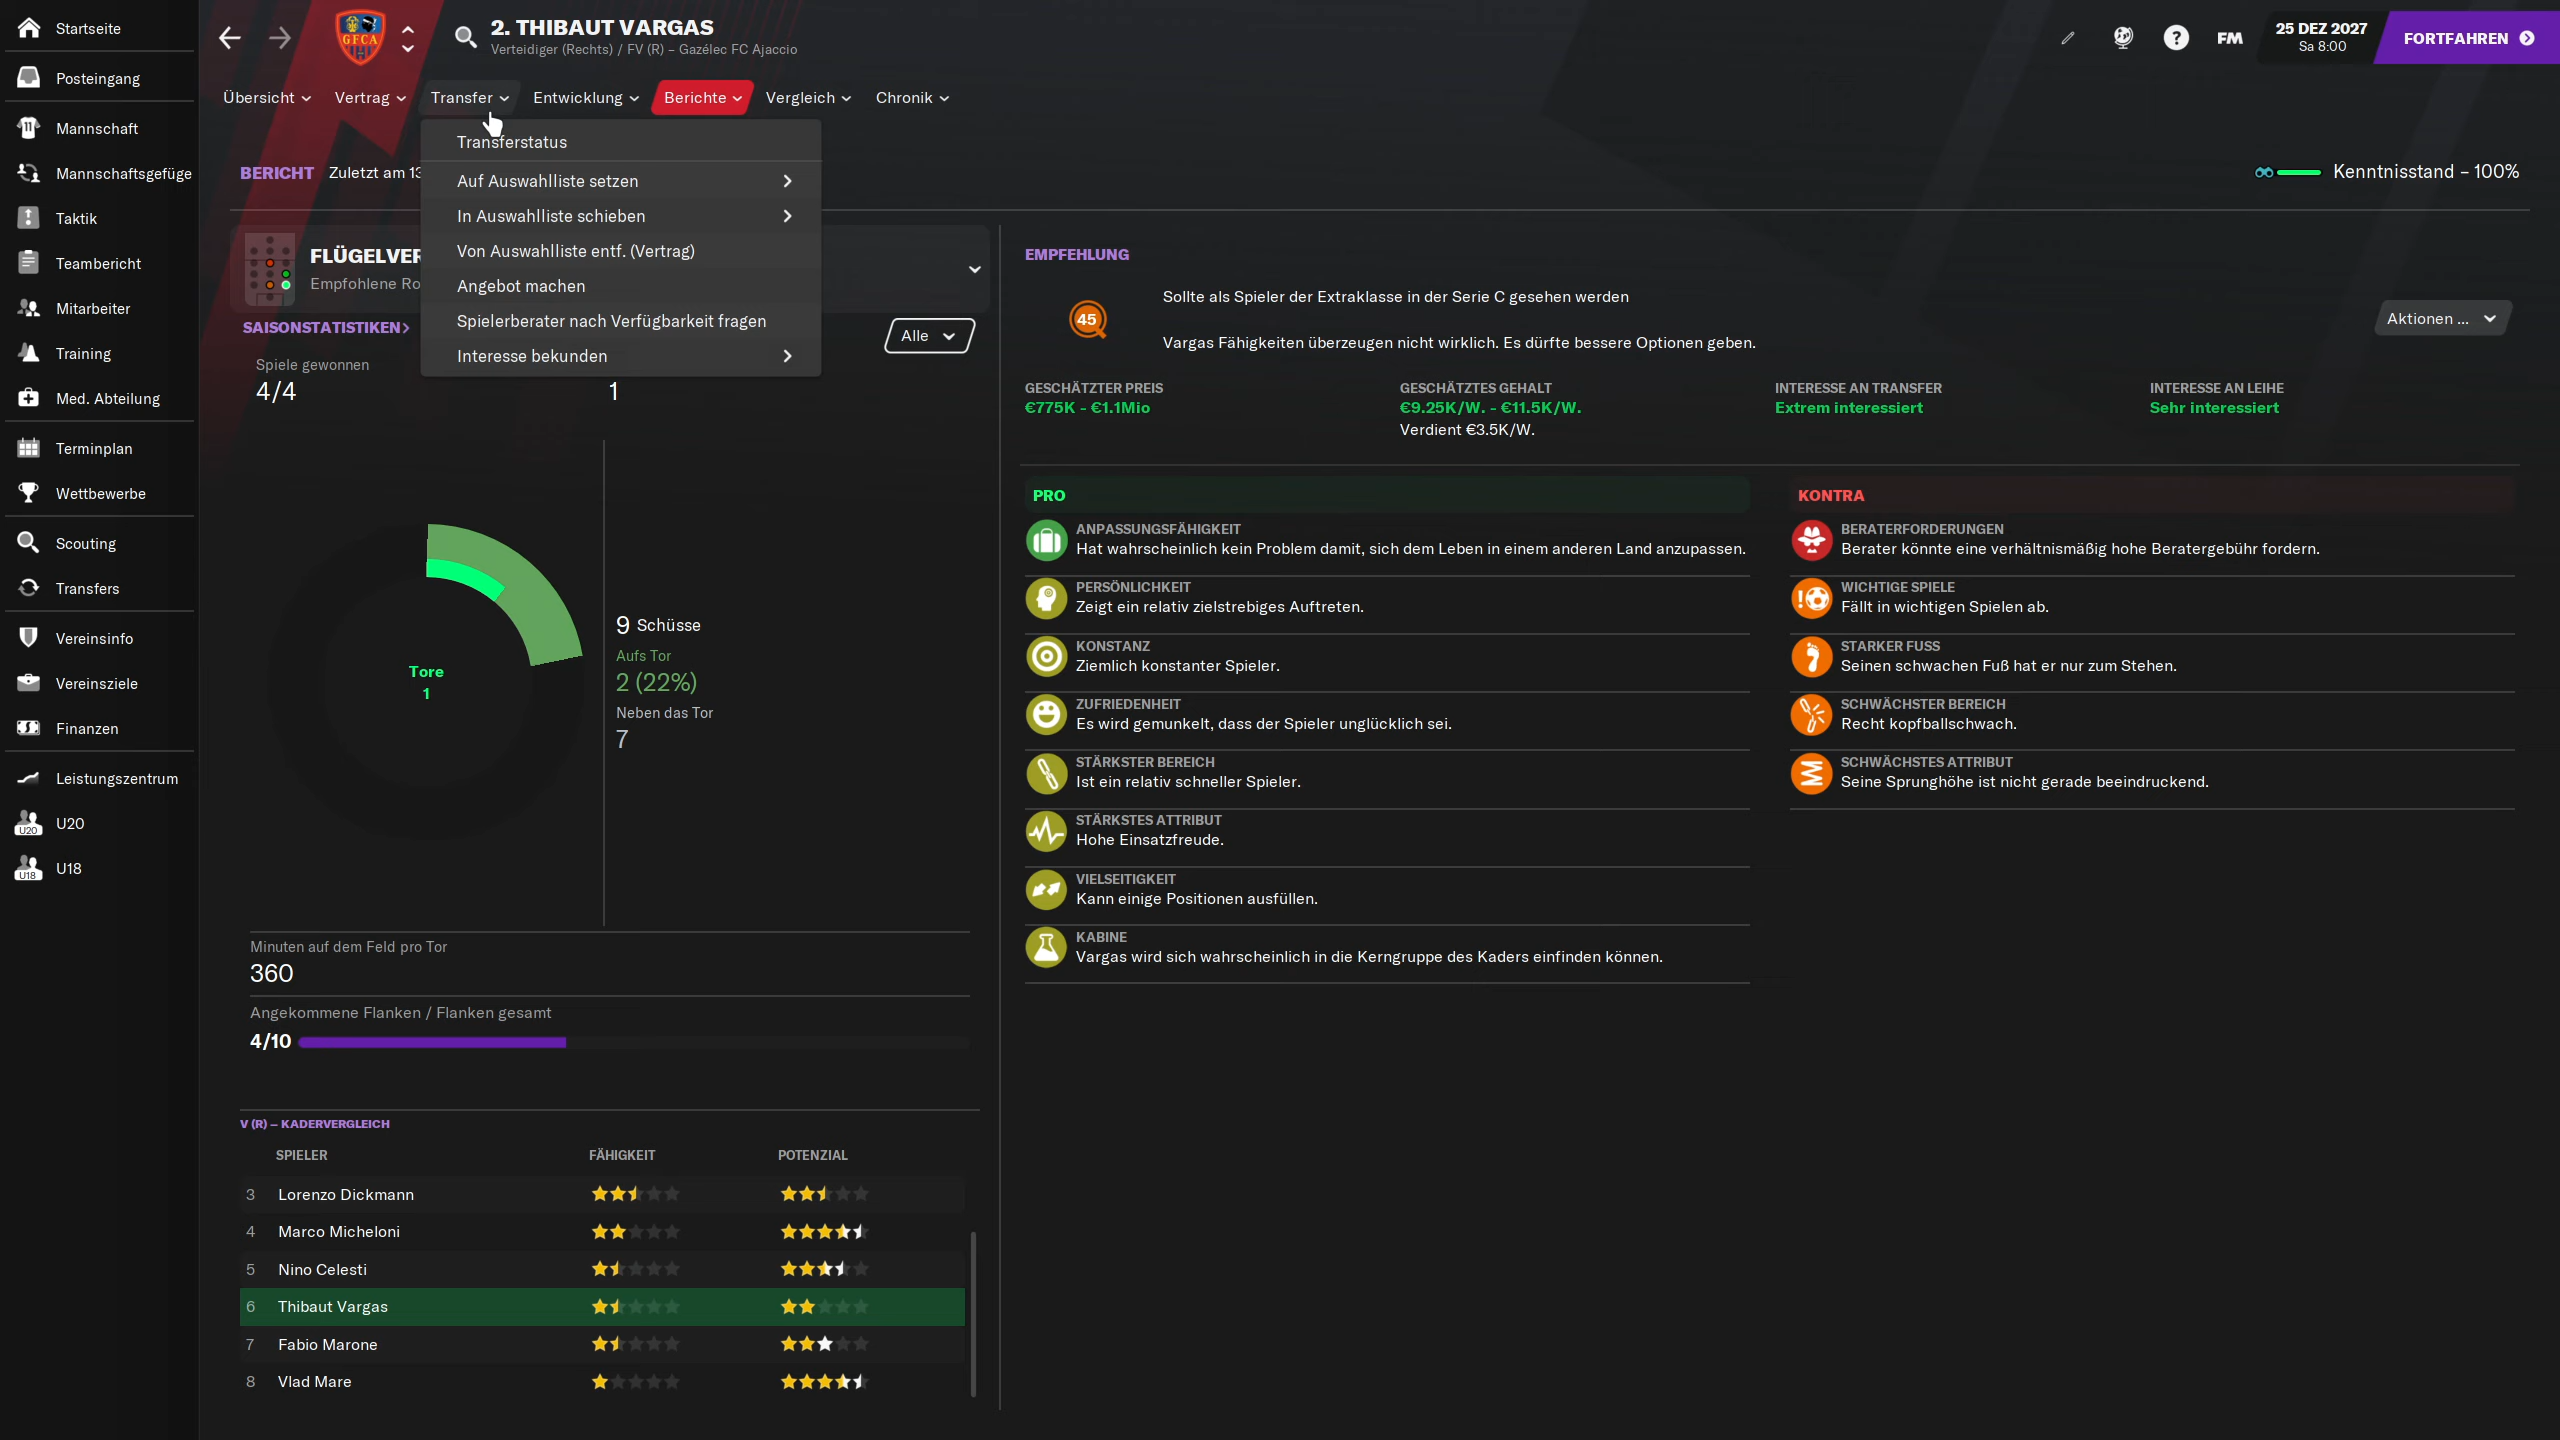 Startseite
Posteingang
Mannschaft
Mannschaftsgefüge
Taktik
Teambericht
Mitarbeiter
Training
Med. Abteilung
Terminplan
Wettbewerbe
Scouting
Transfers
Vereinsinfo
Vereinsziele
Finanzen
Leistungszentrum
U20
U20
U18
U18
GFCA
2. THIBAUT VARGAS
Verteidiger (Rechts) / FV (R) – Gazélec FC Ajaccio
?
FM
25 DEZ 2027
Sa 8:00
FORTFAHREN
Übersicht
Vertrag
Transfer
Entwicklung
Berichte
Vergleich
Chronik
Transferstatus
Auf Auswahlliste setzen
In Auswahlliste schieben
Von Auswahlliste entf. (Vertrag)
Angebot machen
Spielerberater nach Verfügbarkeit fragen
Interesse bekunden
BERICHT Zuletzt am 13
Kenntnisstand – 100%
FLÜGELVER
Empfohlene Ro
SAISONSTATISTIKEN
Alle
Spiele gewonnen
4/4
1
Tore
1
9 Schüsse
Aufs Tor
2 (22%)
Neben das Tor
7
Minuten auf dem Feld pro Tor
360
Angekommene Flanken / Flanken gesamt
4/10
V (R) – KADERVERGLEICH
SPIELER FÄHIGKEIT POTENZIAL
3 Lorenzo Dickmann
4 Marco Micheloni
5 Nino Celesti
6 Thibaut Vargas
7 Fabio Marone
8 Vlad Mare
EMPFEHLUNG
45
Sollte als Spieler der Extraklasse in der Serie C gesehen werden
Vargas Fähigkeiten überzeugen nicht wirklich. Es dürfte bessere Optionen geben.
Aktionen ...
GESCHÄTZTER PREIS
€775K - €1.1Mio
GESCHÄTZTES GEHALT
€9.25K/W. - €11.5K/W.
Verdient €3.5K/W.
INTERESSE AN TRANSFER
Extrem interessiert
INTERESSE AN LEIHE
Sehr interessiert
PRO
ANPASSUNGSFÄHIGKEIT
Hat wahrscheinlich kein Problem damit, sich dem Leben in einem anderen Land anzupassen.
PERSÖNLICHKEIT
Zeigt ein relativ zielstrebiges Auftreten.
KONSTANZ
Ziemlich konstanter Spieler.
ZUFRIEDENHEIT
Es wird gemunkelt, dass der Spieler unglücklich sei.
STÄRKSTER BEREICH
Ist ein relativ schneller Spieler.
STÄRKSTES ATTRIBUT
Hohe Einsatzfreude.
VIELSEITIGKEIT
Kann einige Positionen ausfüllen.
KABINE
Vargas wird sich wahrscheinlich in die Kerngruppe des Kaders einfinden können.
KONTRA
BERATERFORDERUNGEN
Berater könnte eine verhältnismäßig hohe Beratergebühr fordern.
WICHTIGE SPIELE
Fällt in wichtigen Spielen ab.
STARKER FUSS
Seinen schwachen Fuß hat er nur zum Stehen.
SCHWÄCHSTER BEREICH
Recht kopfballschwach.
SCHWÄCHSTES ATTRIBUT
Seine Sprunghöhe ist nicht gerade beeindruckend.